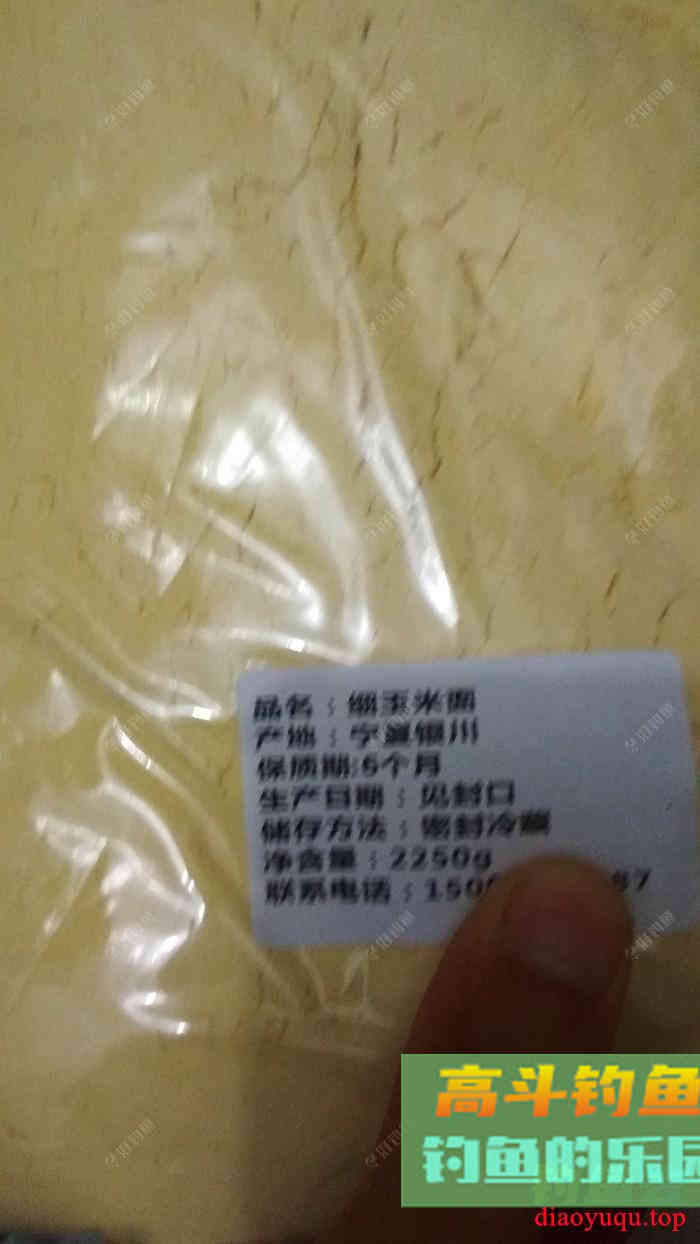 品名：细玉米面
产地：宁夏银川
保质期:6个月
生产日期：见封口
储存方法：密封冷藏
净含量：2250g
联系电话：150 87
高斗钓鱼
钓鱼的乐园
diaoyuqu.top